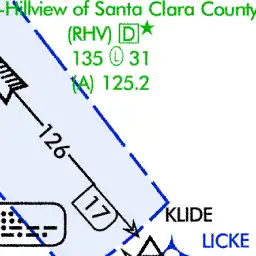 -Hillview of Santa Clara County
(RHV) D★
135 Ⓛ 31
(A) 125.2
126
17
KLIDE
LICKE